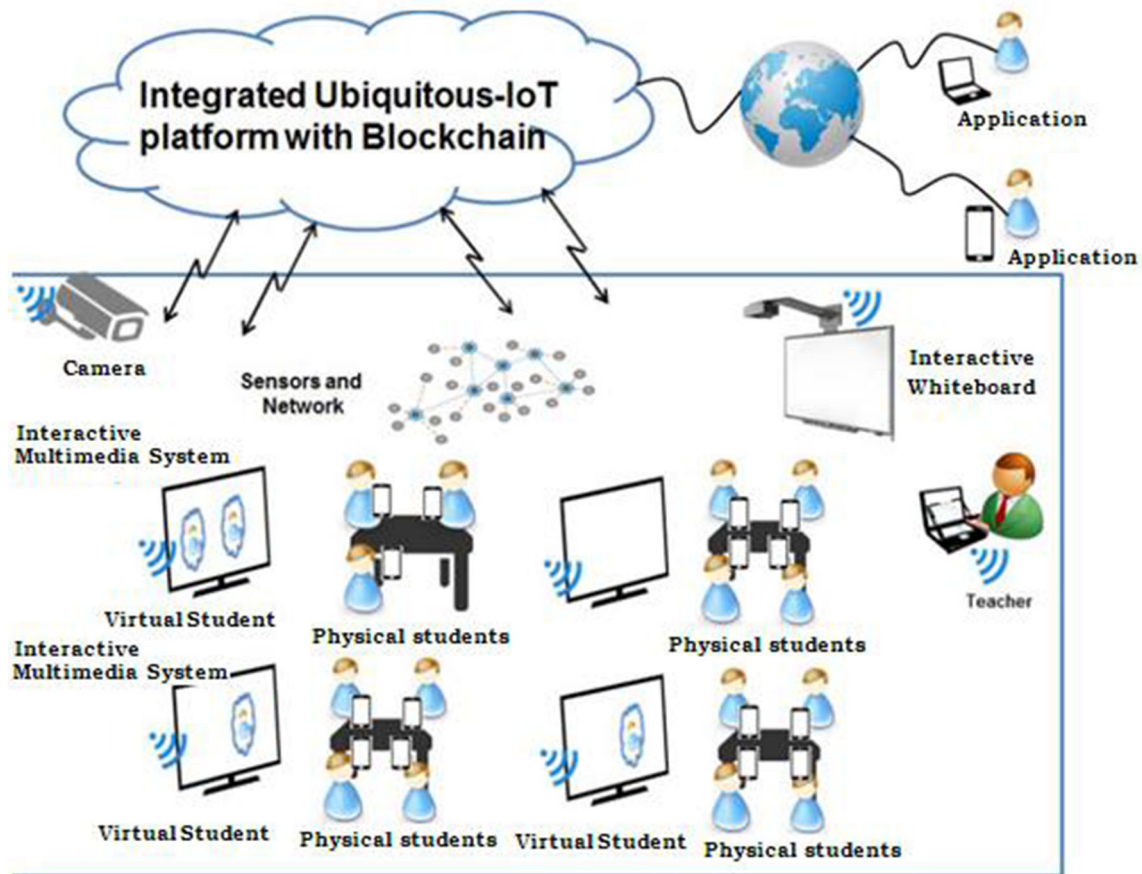 Integrated Ubiquitous-IoT
platform with Blockchain
Application
Application
Camera
Sensors and
Network
Interactive
Whiteboard
Interactive
Multimedia System
Virtual Student
Physical students
Physical students
Teacher
Interactive
Multimedia System
Virtual Student
Physical students
Virtual Student
Physical students